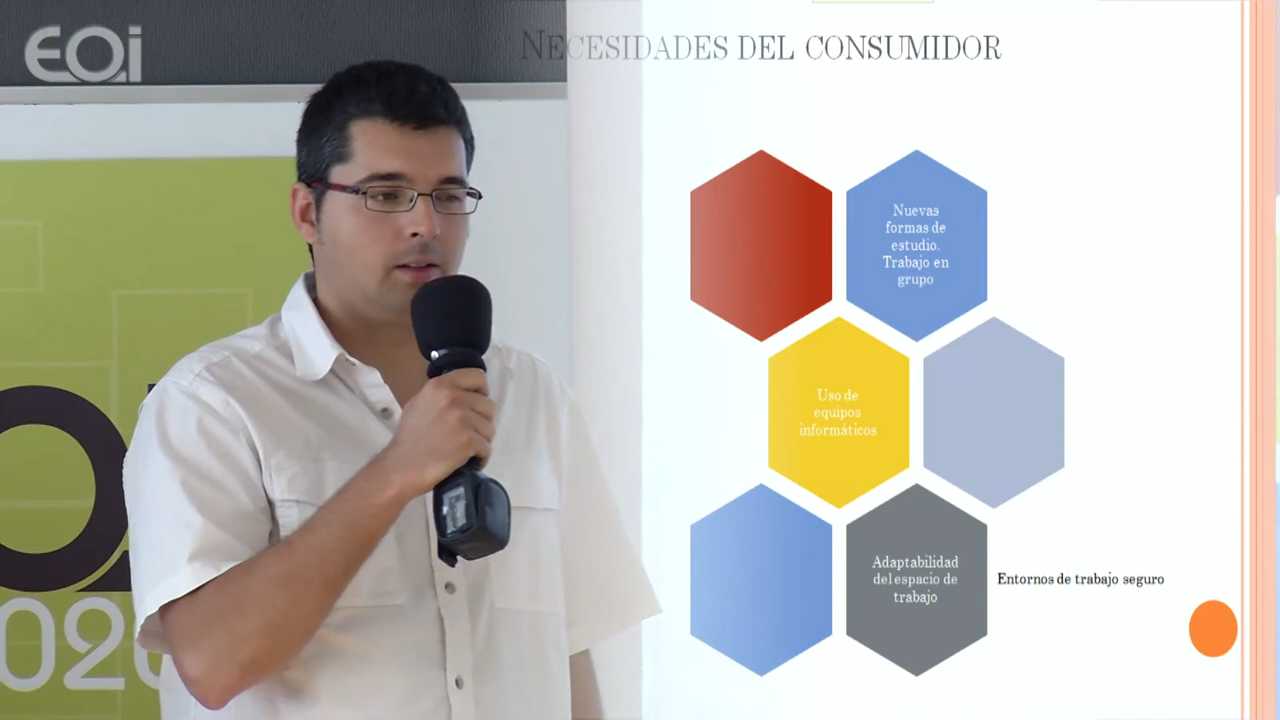 EOi
NECESIDADES DEL CONSUMIDOR
Nuevas
formas de
estudio.
Trabajo en
grupo
Uso de
equipos
informáticos
Adaptabilidad
del espacio de
trabajo
Entornos de trabajo seguro
020